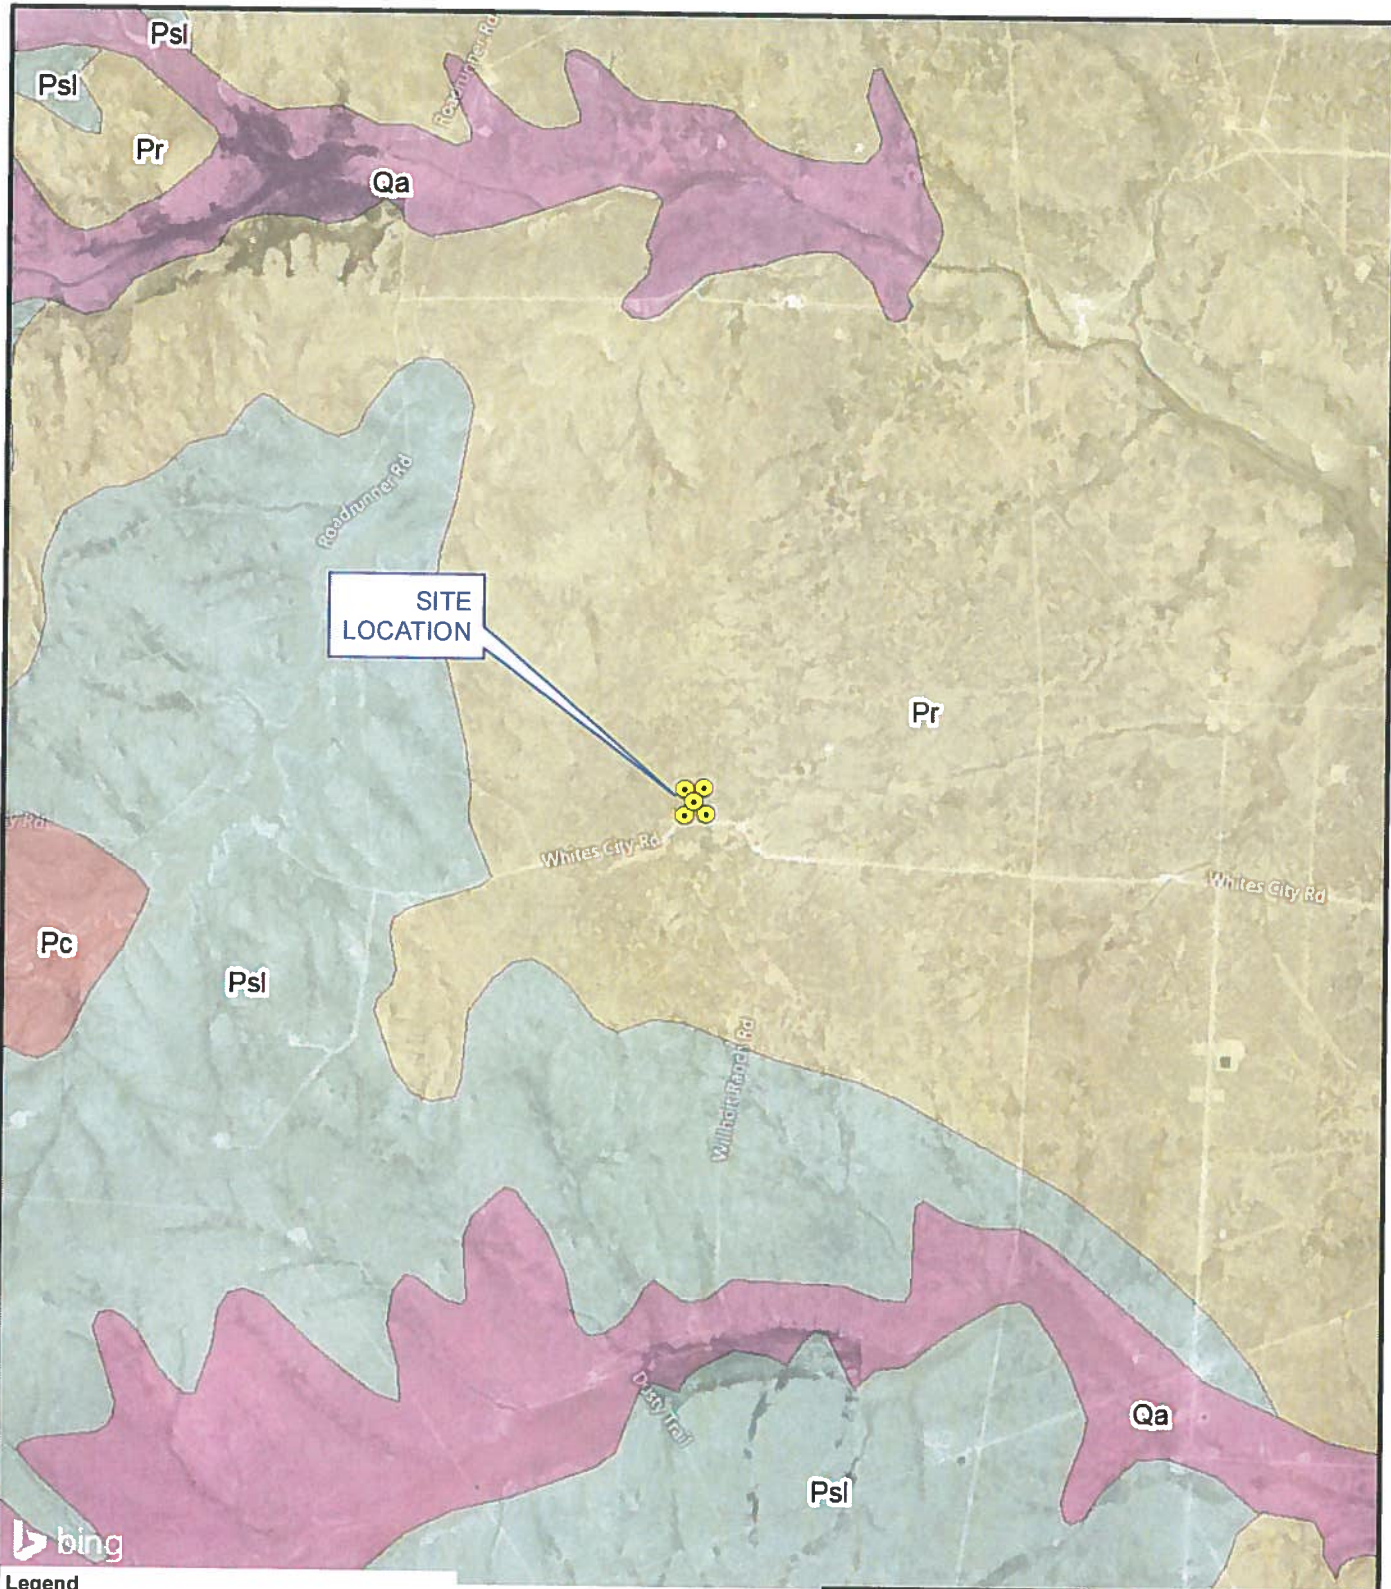 Psl
Roadrunner Rd
Psl
Pr
Qa
Roadrunner Rd
SITE
LOCATION
Pr
y Rd
Whites City Rd
Whites City Rd
Pc
Psl
Willhoit Ranch Rd
Dusty Trail
Qa
Psl
bing
Legend